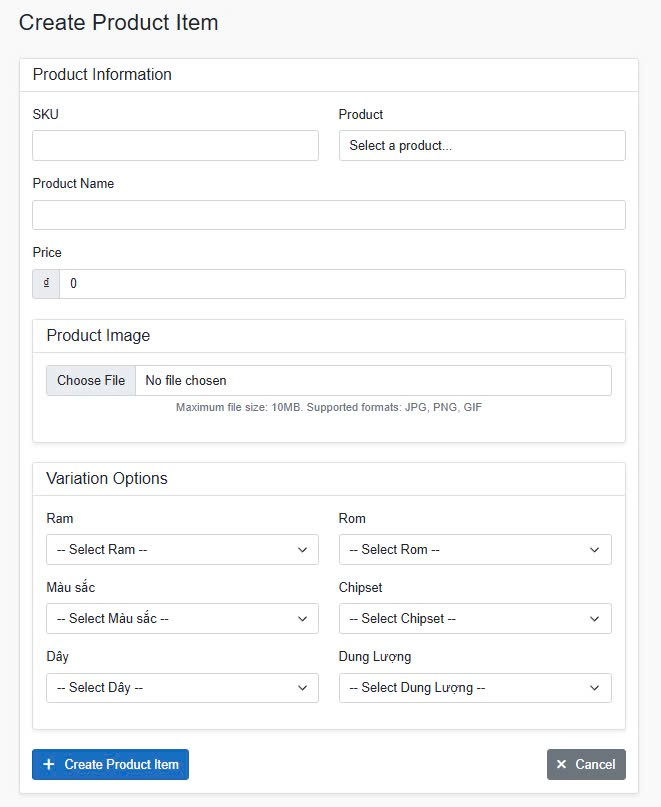 Create Product Item
Product Information
SKU
Product
Select a product...
Product Name
Price
₫ 0
Product Image
Choose File No file chosen
Maximum file size: 10MB. Supported formats: JPG, PNG, GIF
Variation Options
Ram
Rom
-- Select Ram --
-- Select Rom --
Màu sắc
Chipset
-- Select Màu sắc --
-- Select Chipset --
Dây
Dung Lượng
-- Select Dây --
-- Select Dung Lượng --
Create Product Item
Cancel